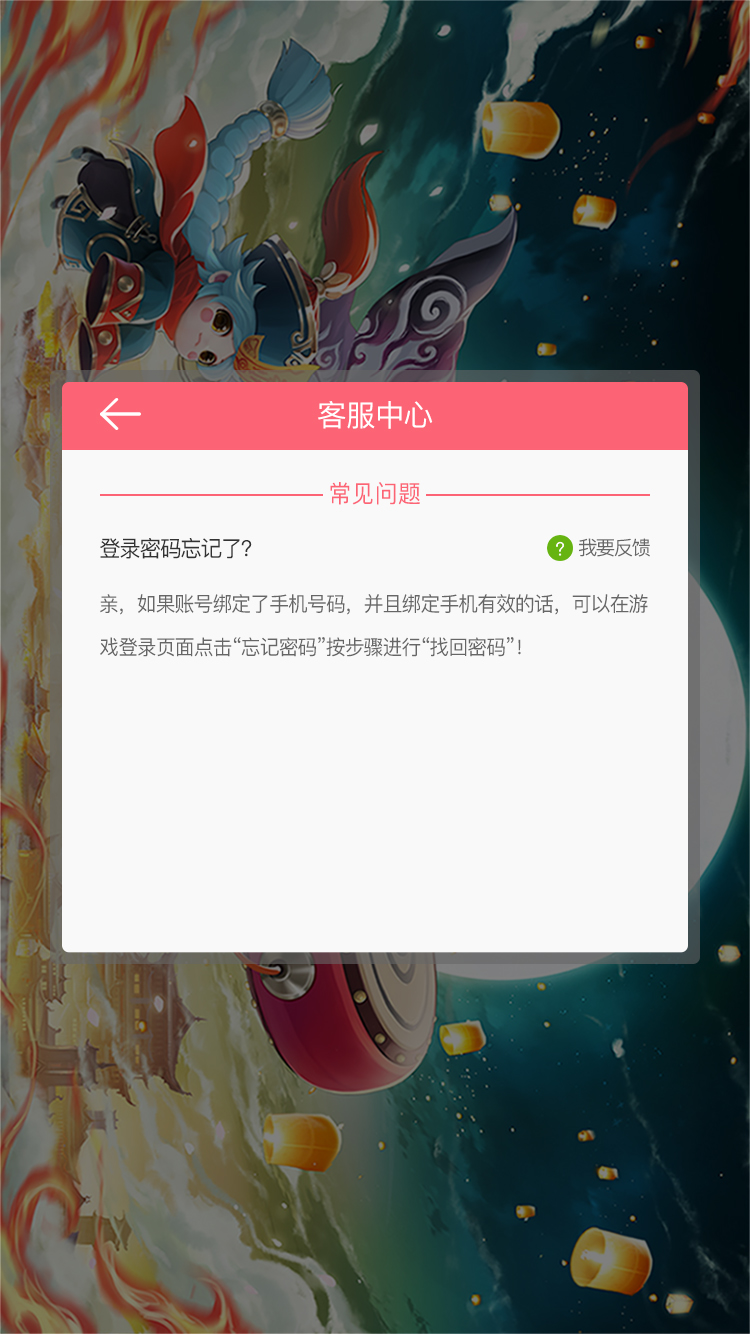 客服中心
常见问题
登录密码忘记了?
? 我要反馈
亲，如果账号绑定了手机号码，并且绑定手机有效的话，可以在游
戏登录页面点击“忘记密码”按步骤进行“找回密码”！